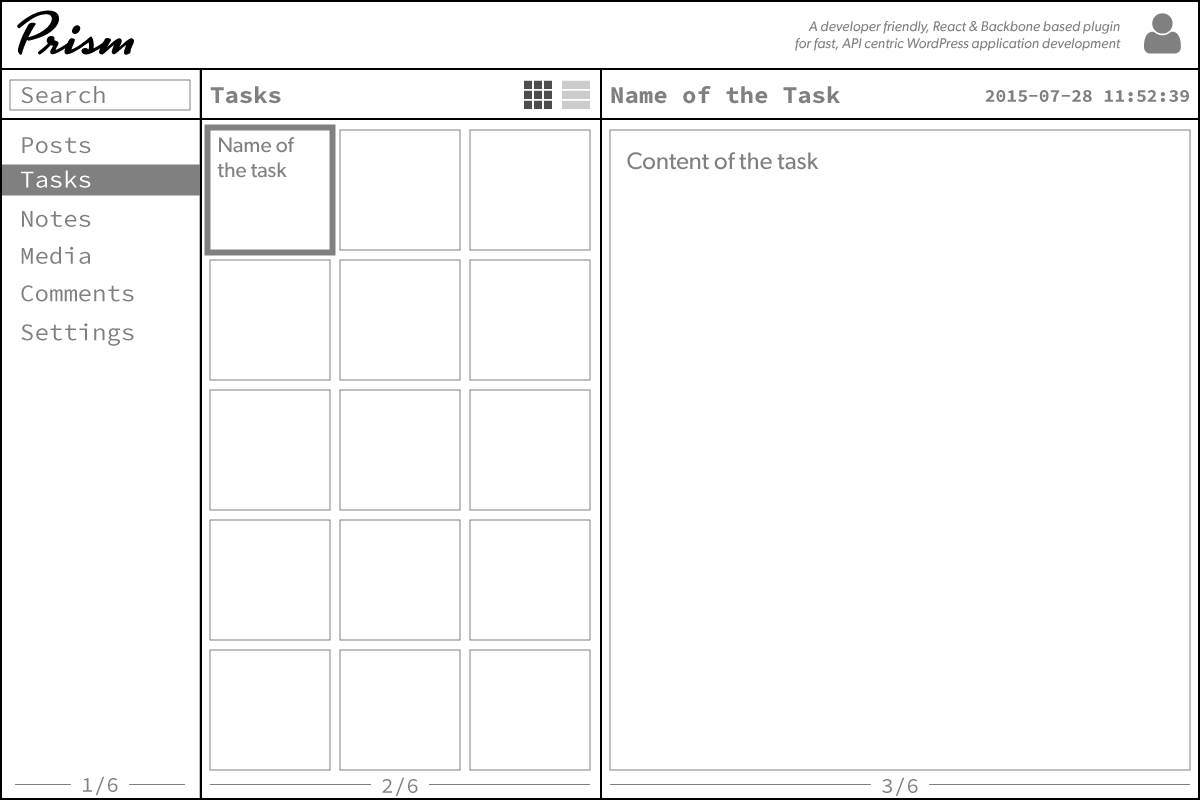 Prism
A developer friendly, React & Backbone based plugin
for fast, API centric WordPress application development
Search
Posts
Tasks
Notes
Media
Comments
Settings
1/6
Tasks
Name of
the task
2/6
Name of the Task
2015-07-28 11:52:39
Content of the task
3/6